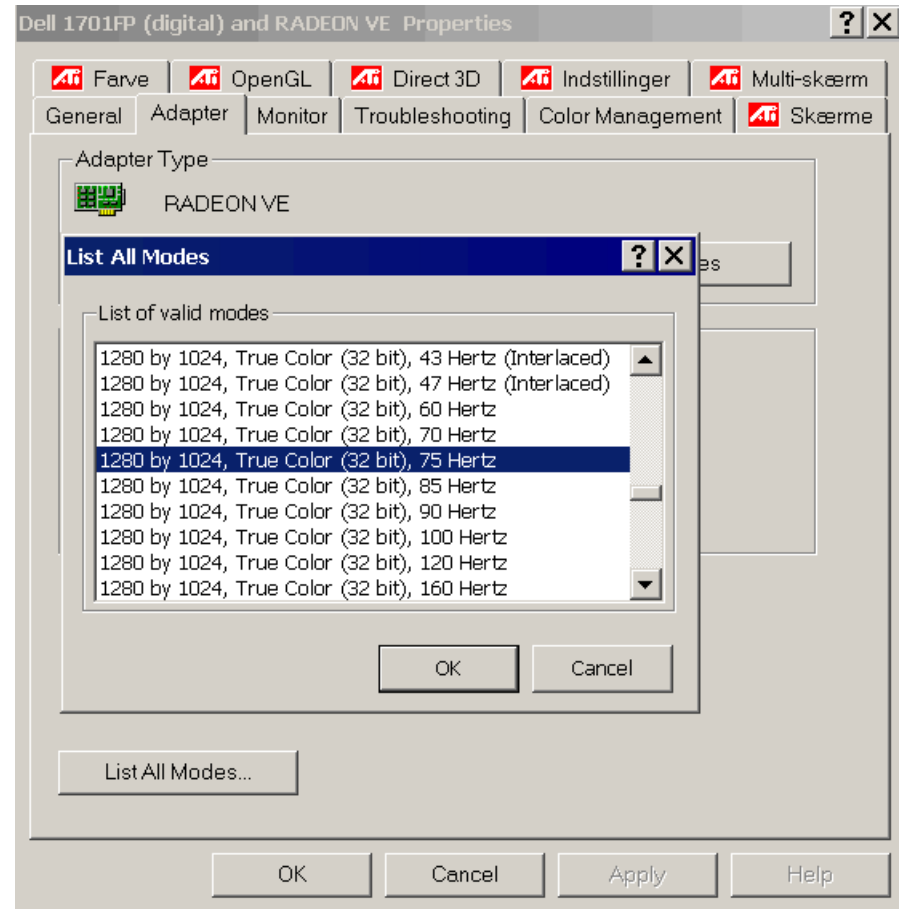 Dell 1701FP (digital) and RADEON VE Properties
ATI Farve ATI OpenGL ATI Direct 3D ATI Indstillinger ATI Multi-skærm
General Adapter Monitor Troubleshooting Color Management ATI Skærme
Adapter Type
RADEON VE
List All Modes
es
List of valid modes
1280 by 1024, True Color (32 bit), 43 Hertz (Interlaced)
1280 by 1024, True Color (32 bit), 47 Hertz (Interlaced)
1280 by 1024, True Color (32 bit), 60 Hertz
1280 by 1024, True Color (32 bit), 70 Hertz
1280 by 1024, True Color (32 bit), 75 Hertz
1280 by 1024, True Color (32 bit), 85 Hertz
1280 by 1024, True Color (32 bit), 90 Hertz
1280 by 1024, True Color (32 bit), 100 Hertz
1280 by 1024, True Color (32 bit), 120 Hertz
1280 by 1024, True Color (32 bit), 160 Hertz
OK Cancel
List All Modes...
OK Cancel Apply Help